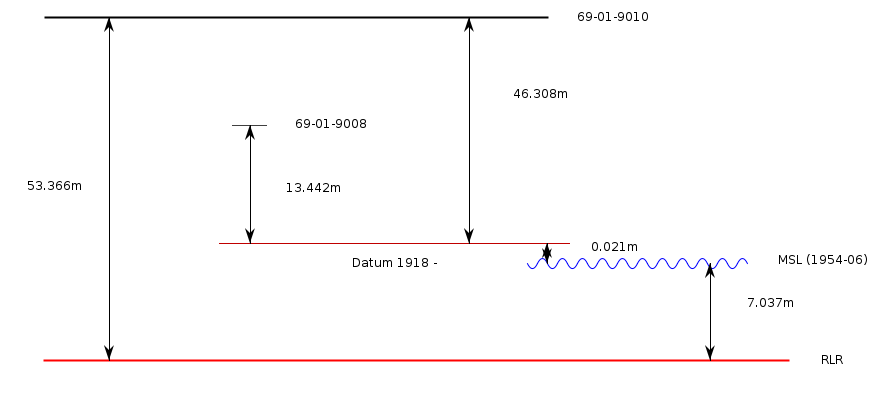 69-01-9010
46.308m
69-01-9008
53.366m
13.442m
0.021m
Datum 1918 -
MSL (1954-06)
7.037m
RLR